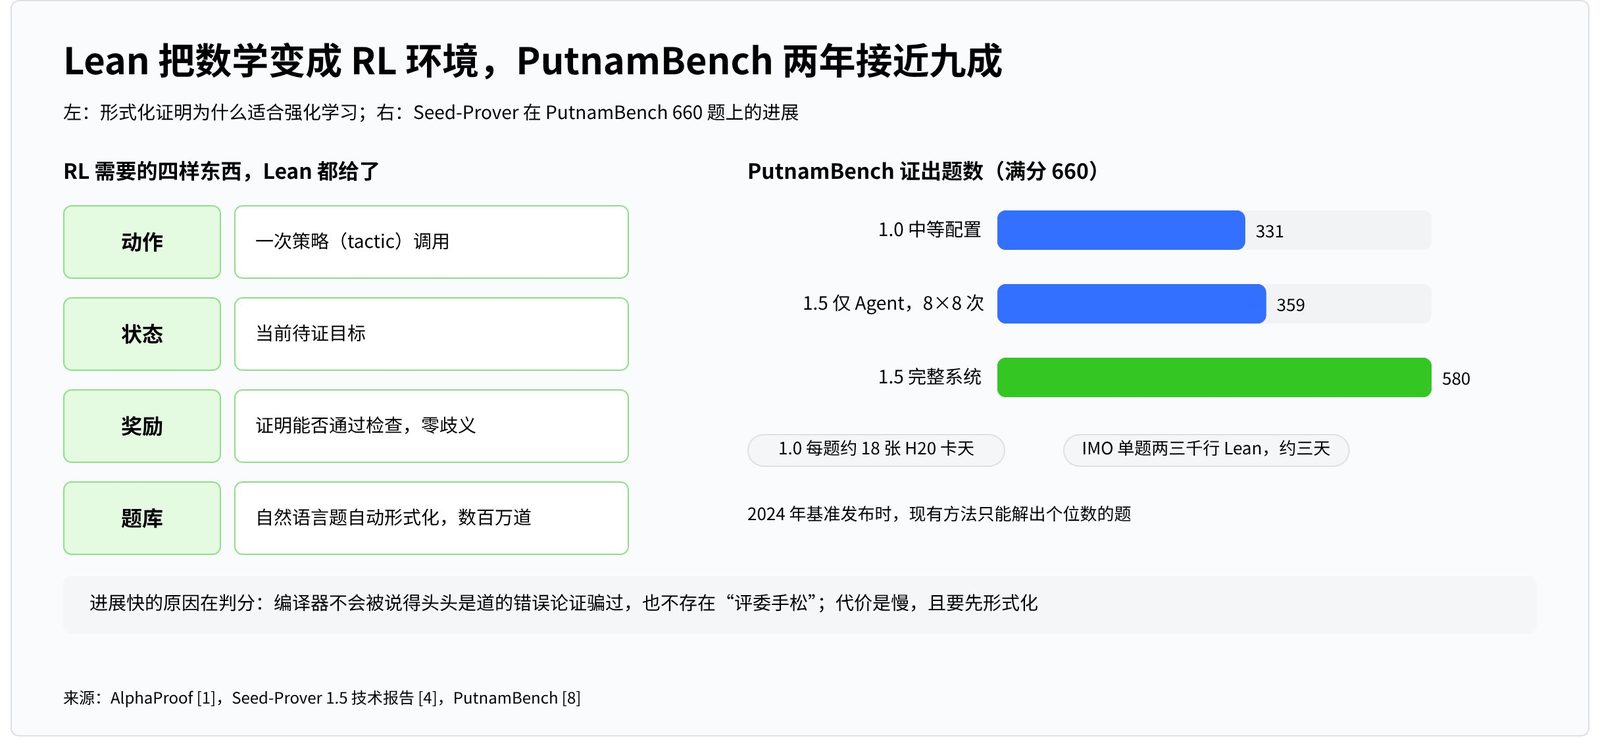 Lean 把数学变成 RL 环境，PutnamBench 两年接近九成
左：形式化证明为什么适合强化学习；右：Seed-Prover 在 PutnamBench 660 题上的进展
RL 需要的四样东西，Lean 都给了
动作
一次策略（tactic）调用
状态
当前待证目标
奖励
证明能否通过检查，零歧义
题库
自然语言题自动形式化，数百万道
PutnamBench 证出题数（满分 660）
1.0 中等配置
331
1.5 仅 Agent，8×8 次
359
1.5 完整系统
580
1.0 每题约 18 张 H20 卡天
IMO 单题两三千行 Lean，约三天
2024 年基准发布时，现有方法只能解出个位数的题
进展快的原因在判分：编译器不会被说得头头是道的错误论证骗过，也不存在“评委手松”；代价是慢，且要先形式化
来源：AlphaProof [1]，Seed-Prover 1.5 技术报告 [4]，PutnamBench [8]